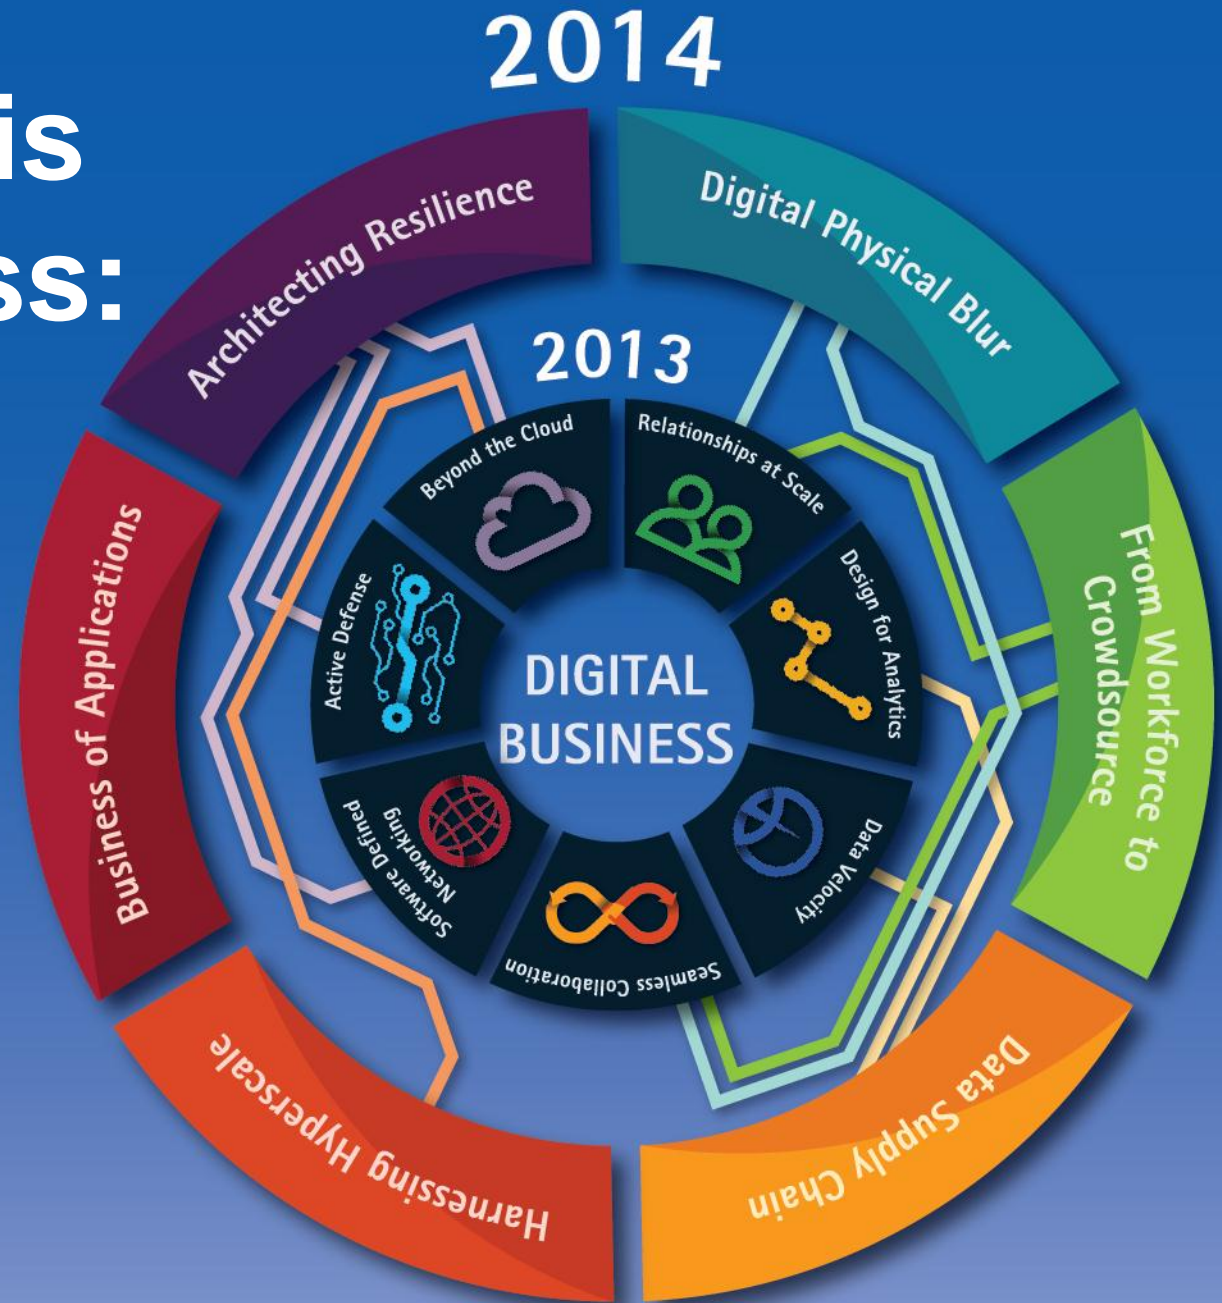 is
ss:
2014
Architecting Resilience
Digital Physical Blur
From Workforce to
Crowdsource
Data Supply Chain
Harnessing Hyperscale
Business of Applications
2013
Beyond the Cloud
Relationships at Scale
Design for Analytics
Data Velocity
Seamless Collaboration
Software Defined
Networking
Active Defense
DIGITAL
BUSINESS